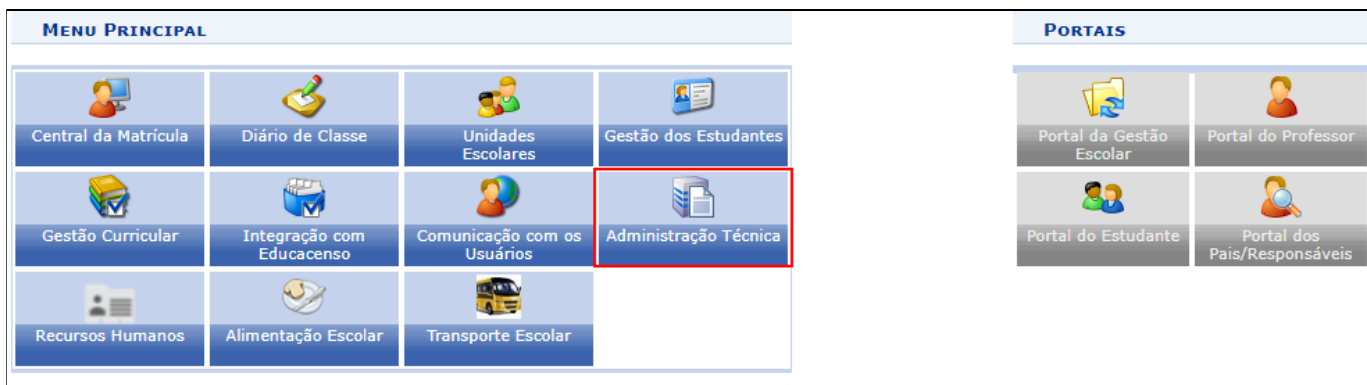 MENU PRINCIPAL
Central da Matrícula
Diário de Classe
Unidades
Escolares
Gestão dos Estudantes
Gestão Curricular
Integração com
Educacenso
Comunicação com os
Usuários
Administração Técnica
Recursos Humanos
Alimentação Escolar
Transporte Escolar
PORTAIS
Portal da Gestão
Escolar
Portal do Professor
Portal do Estudante
Portal dos
Pais/Responsáveis